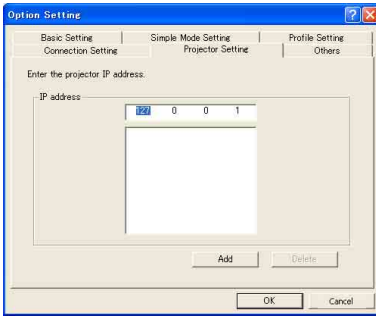 Option Setting
Basic Setting Simple Mode Setting Profile Setting
Connection Setting Projector Setting Others
Enter the projector IP address.
IP address
127 0 0 1
Add Delete
OK Cancel